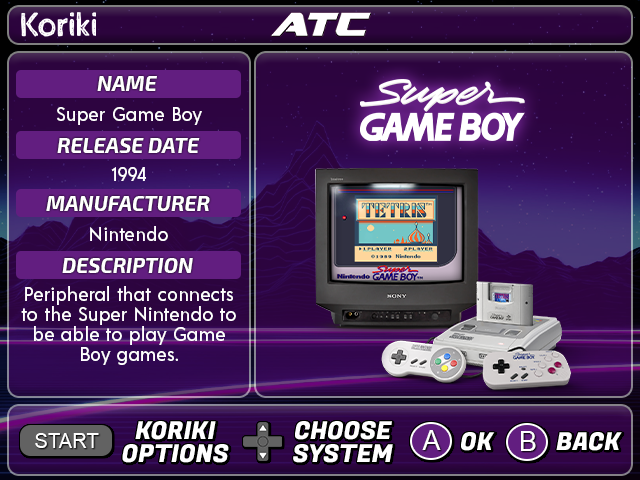 Koriki
ATC
NAME
Super Game Boy
RELEASE DATE
1994
MANUFACTURER
Nintendo
DESCRIPTION
Peripheral that connects
to the Super Nintendo to
be able to play Game
Boy games.
Super
GAME BOY
TETRIS
1PLAYER 2PLAYER
©1989 Nintendo
Nintendo Super GAME BOY
SONY
START
KORIKI
OPTIONS
CHOOSE
SYSTEM
A OK
B BACK